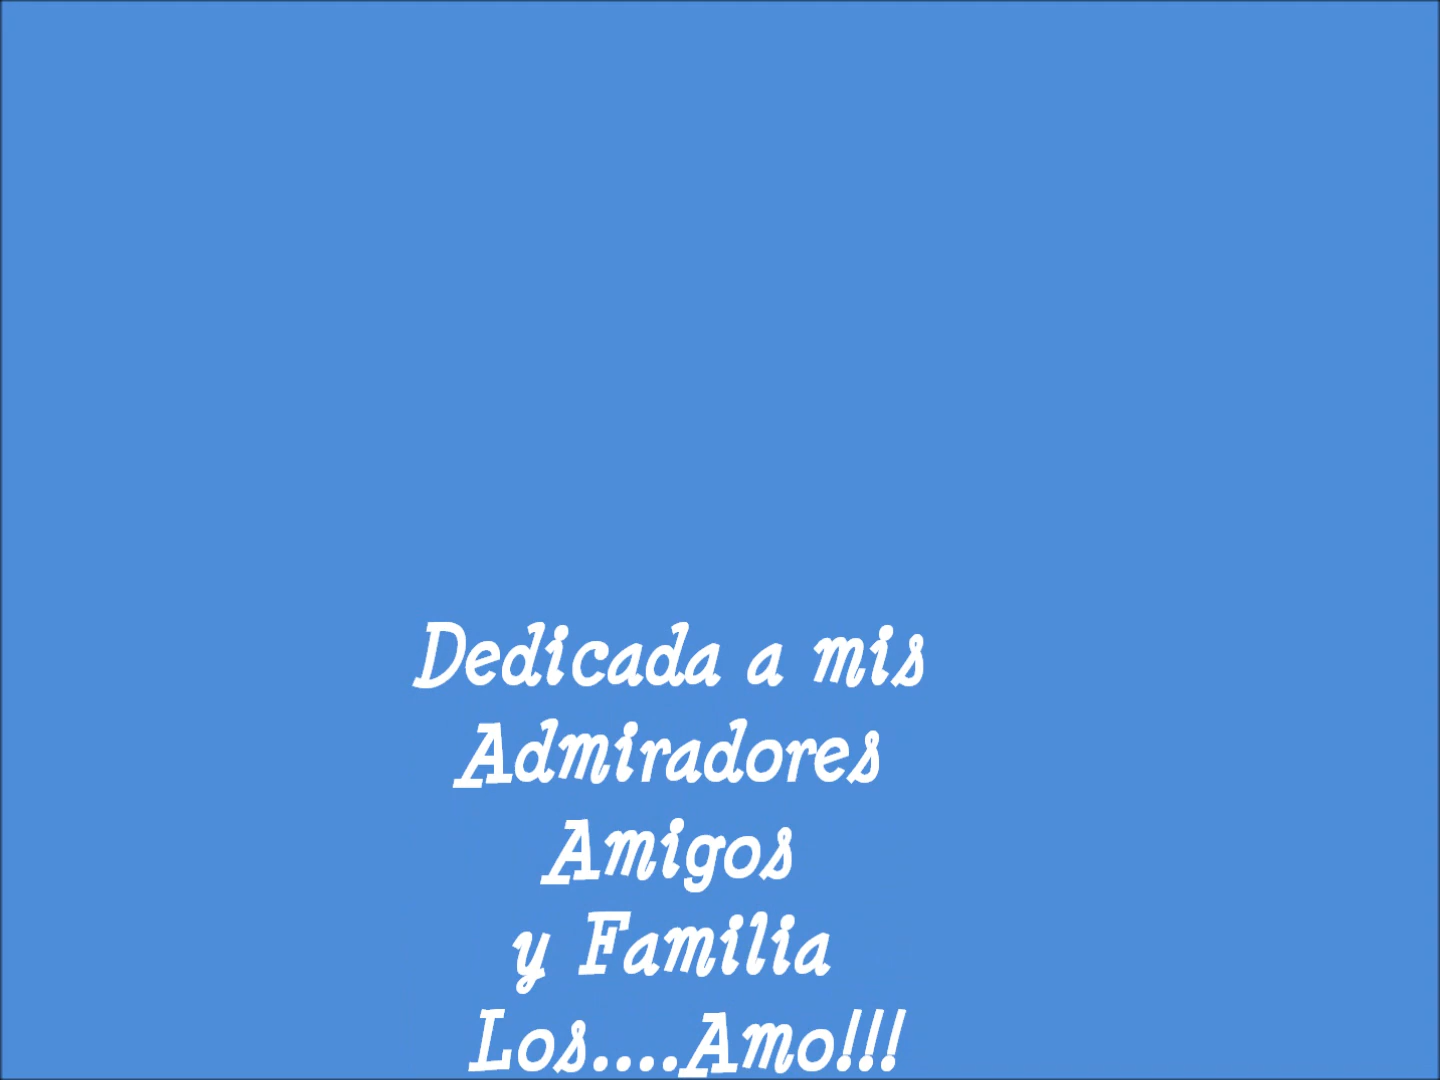 Dedicada a mis
Admiradores
Amigos
y Familia
Los....Amo!!!